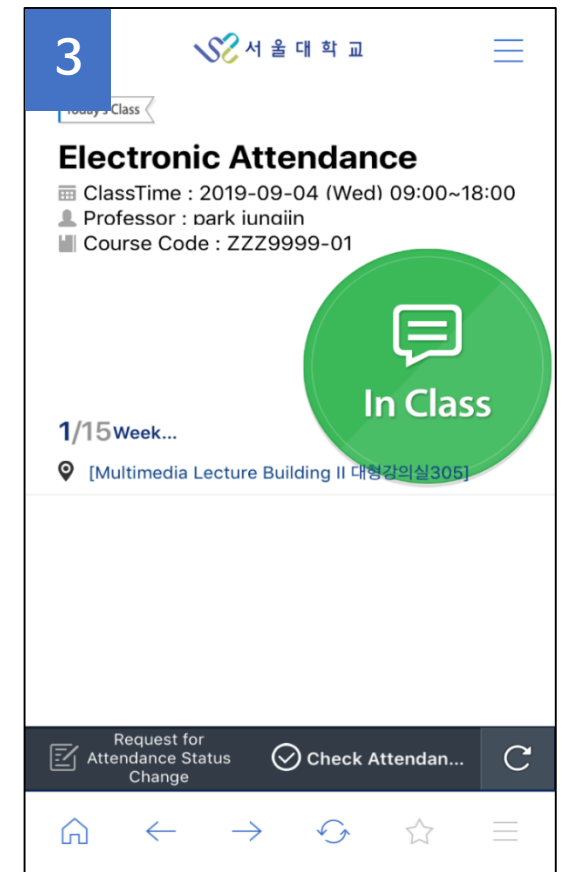 3
서울대학교
Today's Class
Electronic Attendance
ClassTime : 2019-09-04 (Wed) 09:00~18:00
Professor : park jungjin
Course Code : ZZZ9999-01
In Class
1/15 Week...
[Multimedia Lecture Building II 대형강의실305]
Request for
Attendance Status
Change
Check Attendan...